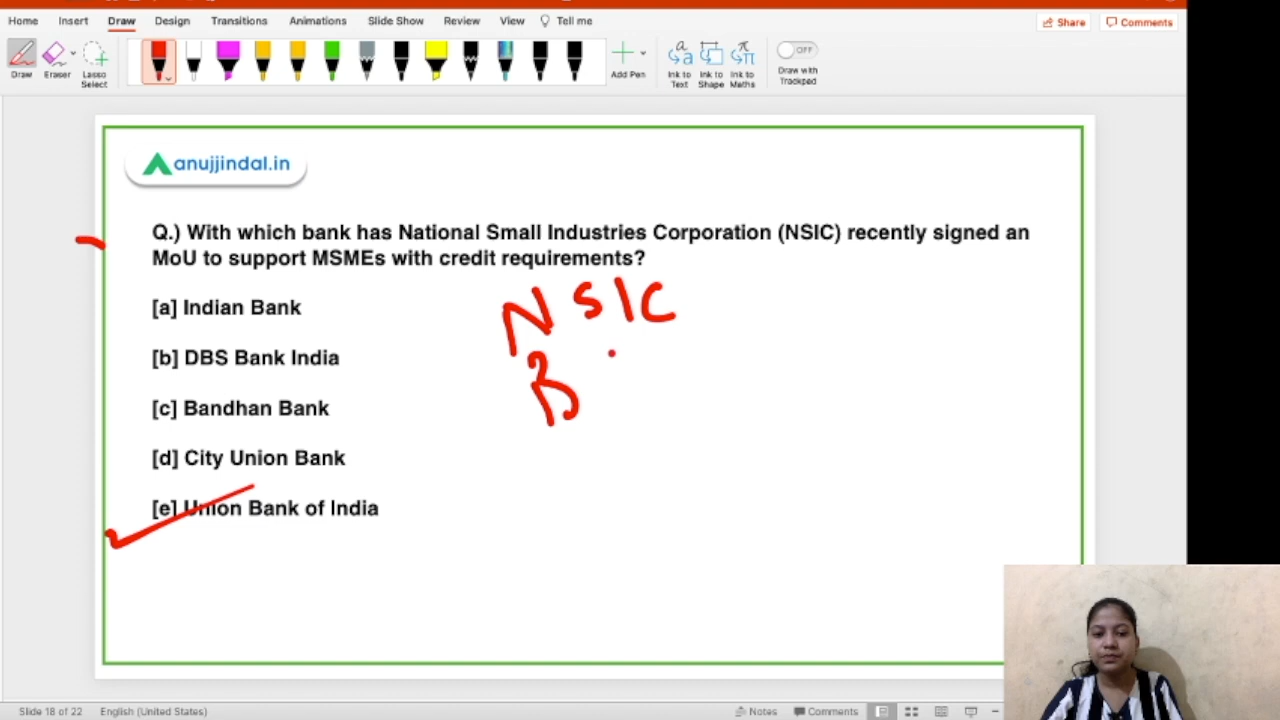 Home Insert Draw Design Transitions Animations Slide Show Review View Tell me Share Comments
Draw Eraser Lasso Select Add Pen Ink to Text Ink to Shape Ink to Maths OFF Draw with Trackpad
anujjindal.in
Q.) With which bank has National Small Industries Corporation (NSIC) recently signed an
MoU to support MSMEs with credit requirements?
[a] Indian Bank
NSIC
[b] DBS Bank India
B
[c] Bandhan Bank
[d] City Union Bank
[e] Union Bank of India
Slide 18 of 22 English (United States) Notes Comments